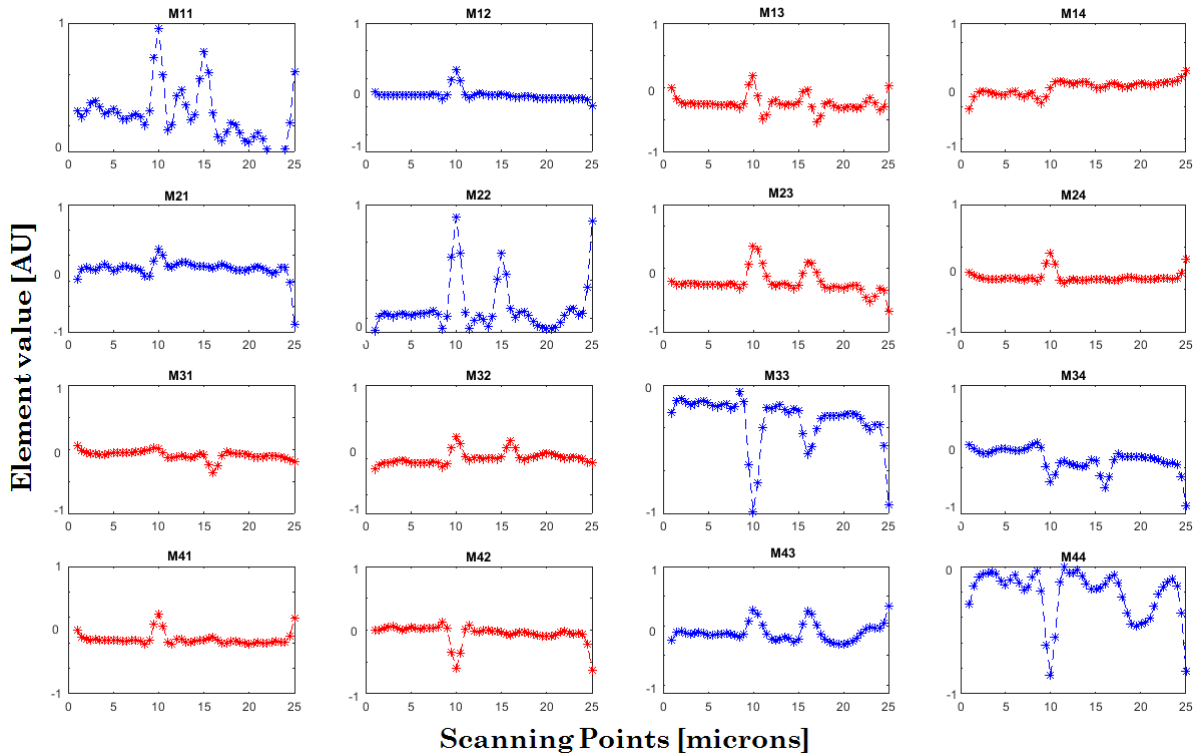 M11 M12 M13 M14
0 1 0 -1 1 0 -1 1 0 -1
0 5 10 15 20 25 0 5 10 15 20 25 0 5 10 15 20 25 0 5 10 15 20 25
M21 M22 M23 M24
1 0 -1 1 0 1 0 -1 1 0 -1
0 5 10 15 20 25 0 5 10 15 20 25 0 5 10 15 20 25 0 5 10 15 20 25
Element value [AU]
M31 M32 M33 M34
1 0 -1 1 0 -1 0 -1 1 0 -1
0 5 10 15 20 25 0 5 10 15 20 25 0 5 10 15 20 25 0 5 10 15 20 25
M41 M42 M43 M44
1 0 -1 1 0 -1 1 0 -1 0 -1
0 5 10 15 20 25 0 5 10 15 20 25 0 5 10 15 20 25 0 5 10 15 20 25
Scanning Points [microns]